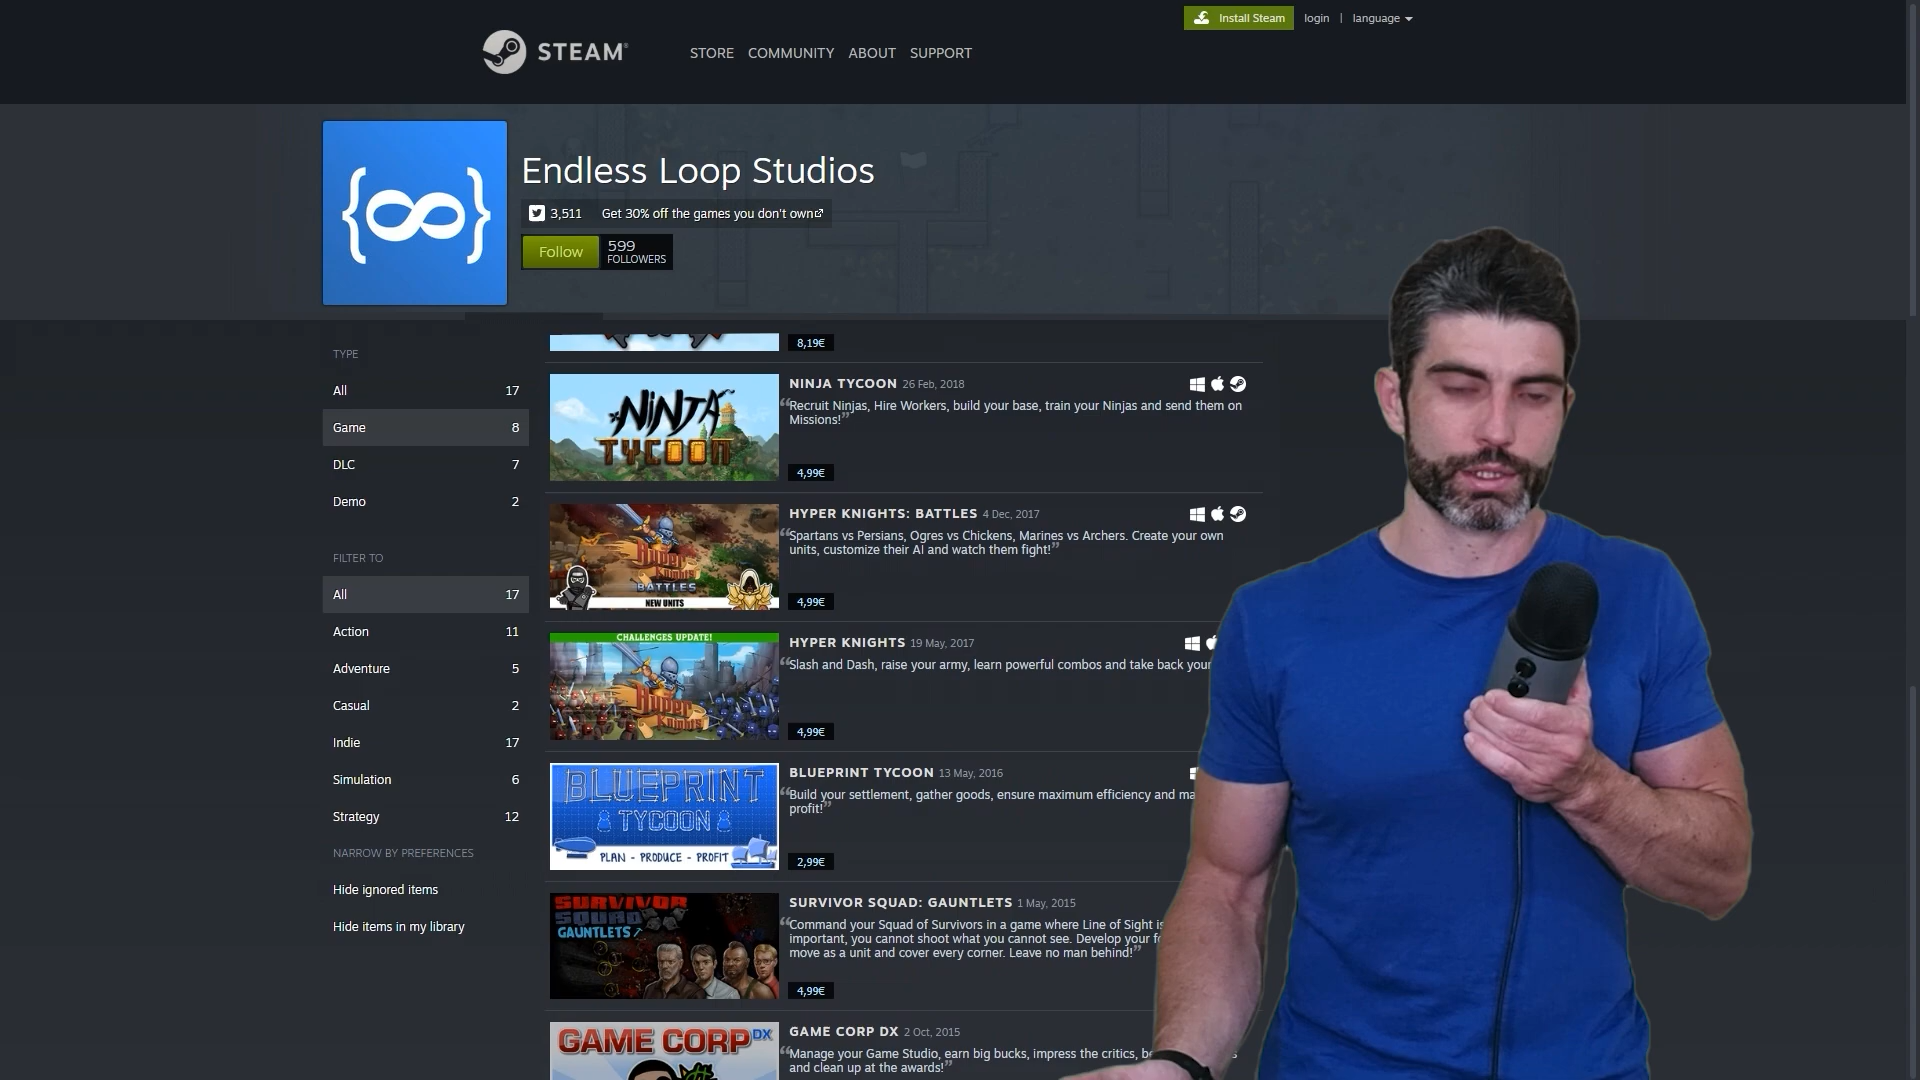 Install Steam
login | language
STEAM
STORE COMMUNITY ABOUT SUPPORT
Endless Loop Studios
3,511 Get 30% off the games you don't own
Follow
599
FOLLOWERS
TYPE
All 17
Game 8
DLC 7
Demo 2
FILTER TO
All 17
Action 11
Adventure 5
Casual 2
Indie 17
Simulation 6
Strategy 12
NARROW BY PREFERENCES
Hide ignored items
Hide items in my library
8,19€
NINJA TYCOON
NINJA TYCOON 26 Feb, 2018
“Recruit Ninjas, Hire Workers, build your base, train your Ninjas and send them on
Missions!”
4,99€
Hyper
Knights
BATTLES
NEW UNITS
HYPER KNIGHTS: BATTLES 4 Dec, 2017
“Spartans vs Persians, Ogres vs Chickens, Marines vs Archers. Create your own
units, customize their AI and watch them fight!”
4,99€
CHALLENGES UPDATE!
Hyper
Knights
HYPER KNIGHTS 19 May, 2017
“Slash and Dash, raise your army, learn powerful combos and take back your
4,99€
BLUEPRINT
TYCOON
PLAN - PRODUCE - PROFIT
BLUEPRINT TYCOON 13 May, 2016
“Build your settlement, gather goods, ensure maximum efficiency and ma
profit!”
2,99€
SURVIVOR
SQUAD
GAUNTLETS
SURVIVOR SQUAD: GAUNTLETS 1 May, 2015
“Command your Squad of Survivors in a game where Line of Sight is
important, you cannot shoot what you cannot see. Develop your fo
move as a unit and cover every corner. Leave no man behind!”
4,99€
GAME CORP DX
GAME CORP DX 2 Oct, 2015
“Manage your Game Studio, earn big bucks, impress the critics, be
and clean up at the awards!”